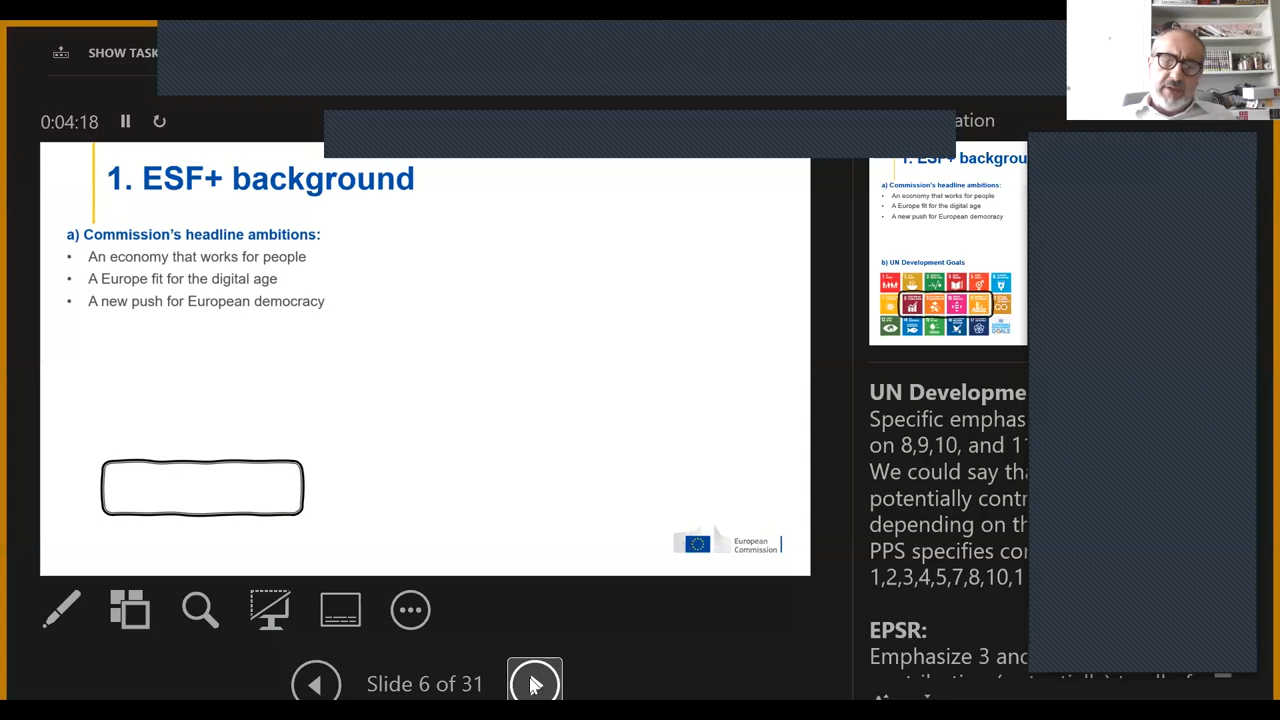 SHOW TASK
0:04:18
1. ESF+ background
a) Commission's headline ambitions:
• An economy that works for people
• A Europe fit for the digital age
• A new push for European democracy
European
Commission
Slide 6 of 31
ation
1. ESF+ backgrou
a) Commission's headline ambitions:
• An economy that works for people
• A Europe fit for the digital age
• A new push for European democracy
b) UN Development Goals
GOALS
UN Developme
Specific emphas
on 8,9,10, and 11
We could say tha
potentially contr
depending on th
PPS specifies con
1,2,3,4,5,7,8,10,1
EPSR:
Emphasize 3 and